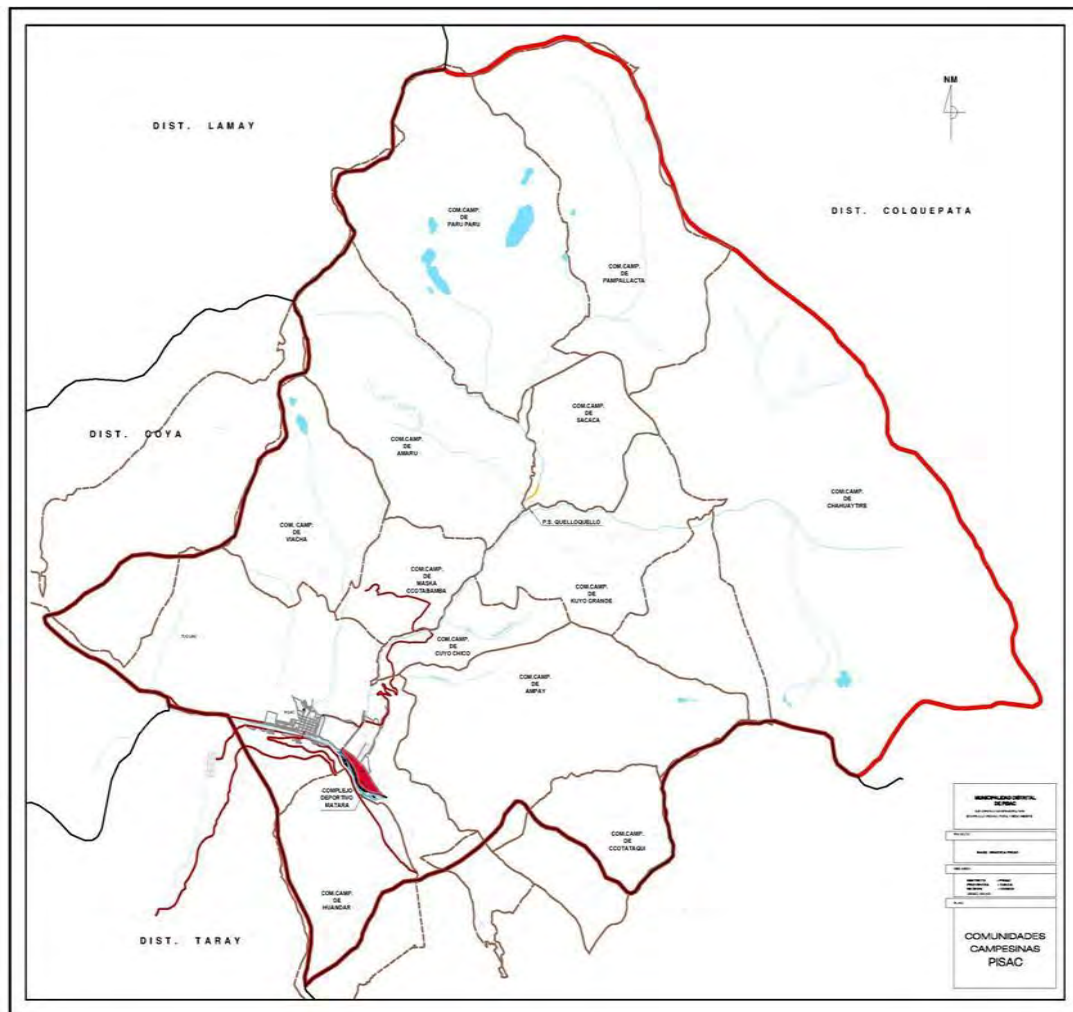 NM
DIST. LAMAY
DIST. COLQUEPATA
COM.CAMP.
DE
PARU PARU
COM.CAMP.
DE
PAMPALLACTA
DIST. COYA
COM.CAMP.
DE
SACACA
COM.CAMP.
DE
AMARU
COM.CAMP.
DE
CHAHUAYTIRE
COM. CAMP.
DE
VIACHA
P.S. QUELLOQUELLO
COM.CAMP.
DE
MASKA
CCOTABAMBA
COM.CAMP.
DE
KUYO GRANDE
COM.CAMP.
DE
CUYO CHICO
COM.CAMP.
DE
AMPAY
COMPLEJO
DEPORTIVO
MATARA
COM.CAMP.
DE
CCOTATAQUI
COM.CAMP.
DE
HUANDAR
DIST. TARAY
MUNICIPALIDAD DISTRITAL
DE PISAC
COMUNIDADES
CAMPESINAS
PISAC